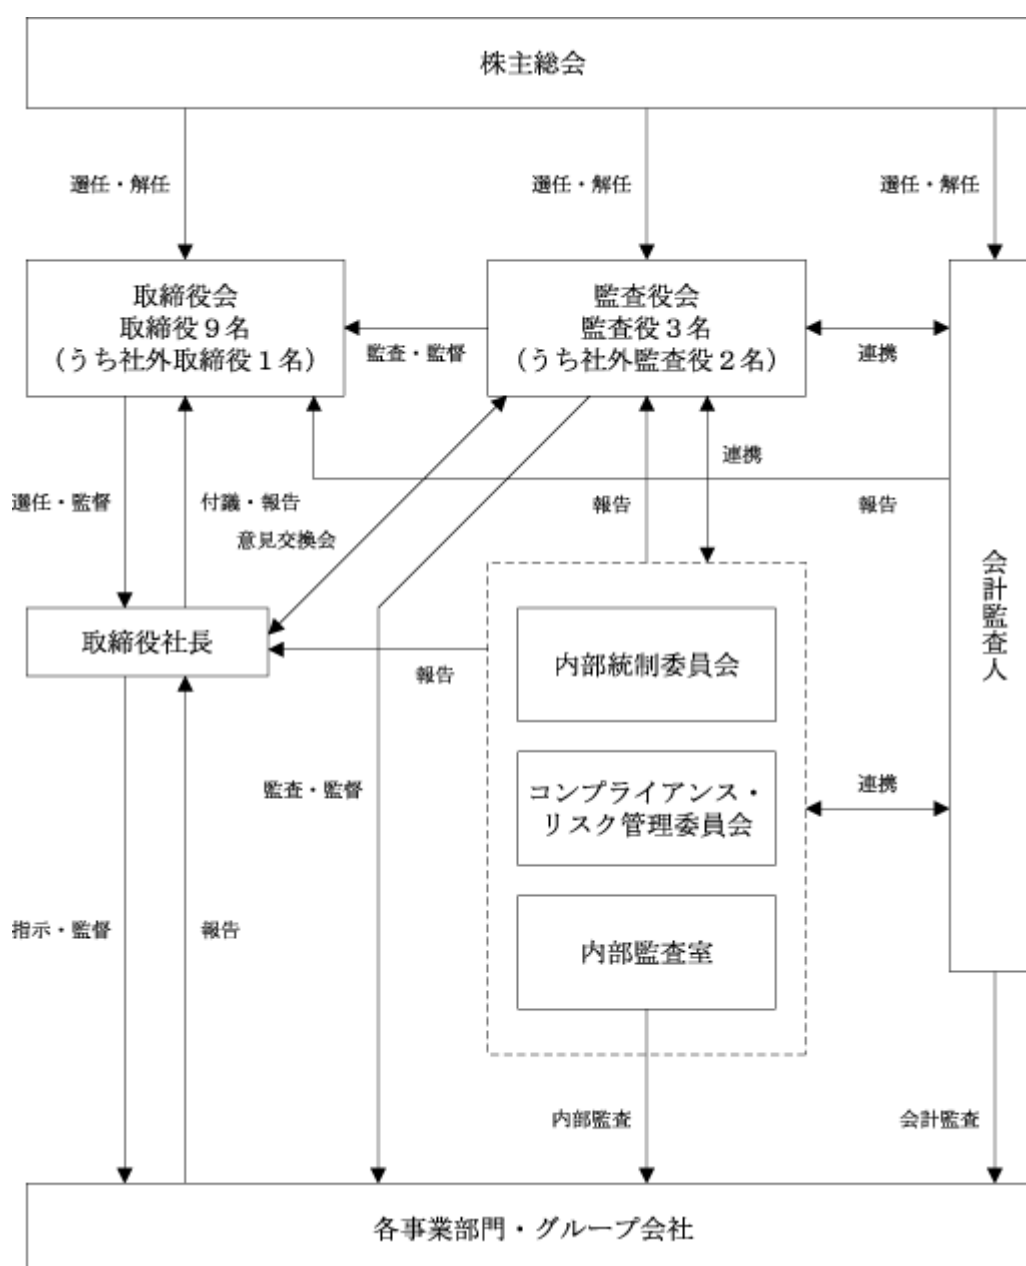 株主総会
選任・解任
選任・解任
選任・解任
取締役会
取締役9名
(うち社外取締役1名)
監査・監督
監査役会
監査役3名
(うち社外監査役2名)
連携
連携
選任・監督
付議・報告
意見交換会
報告
報告
会計監査人
取締役社長
報告
内部統制委員会
監査・監督
コンプライアンス・
リスク管理委員会
連携
指示・監督
報告
内部監査室
内部監査
会計監査
各事業部門・グループ会社